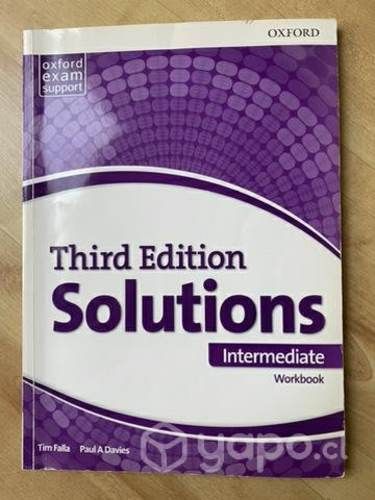 OXFORD
oxford
exam
support
Third Edition
Solutions
Intermediate
Workbook
Tim Falla Paul A Davies
yapo.cl